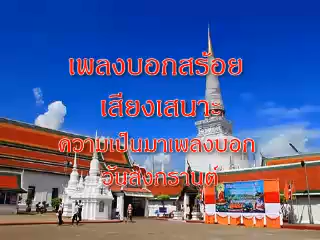 เพลงบอกสร้อย
เสียงเสนาะ
ความเป็นมาเพลงบอก
วันสงกรานต์